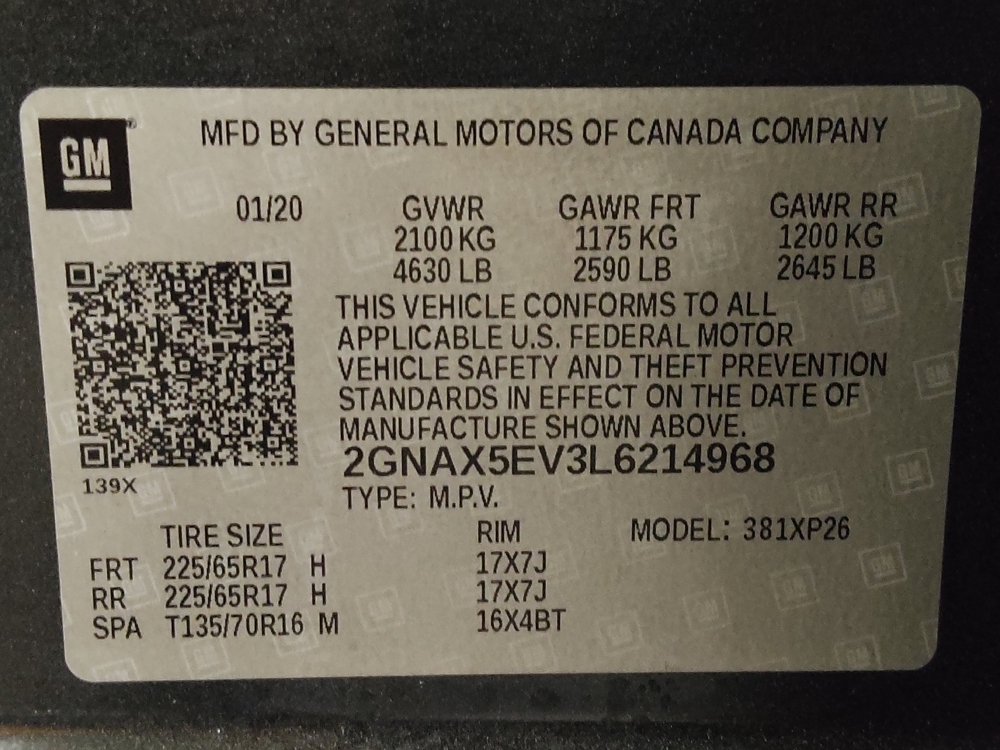 GM
MFD BY GENERAL MOTORS OF CANADA COMPANY
01/20 GVWR GAWR FRT GAWR RR
2100 KG 1175 KG 1200 KG
4630 LB 2590 LB 2645 LB
THIS VEHICLE CONFORMS TO ALL
APPLICABLE U.S. FEDERAL MOTOR
VEHICLE SAFETY AND THEFT PREVENTION
STANDARDS IN EFFECT ON THE DATE OF
MANUFACTURE SHOWN ABOVE.
2GNAX5EV3L6214968
139X
TYPE: M.P.V.
TIRE SIZE RIM MODEL: 381XP26
FRT 225/65R17 H 17X7J
RR 225/65R17 H 17X7J
SPA T135/70R16 M 16X4BT